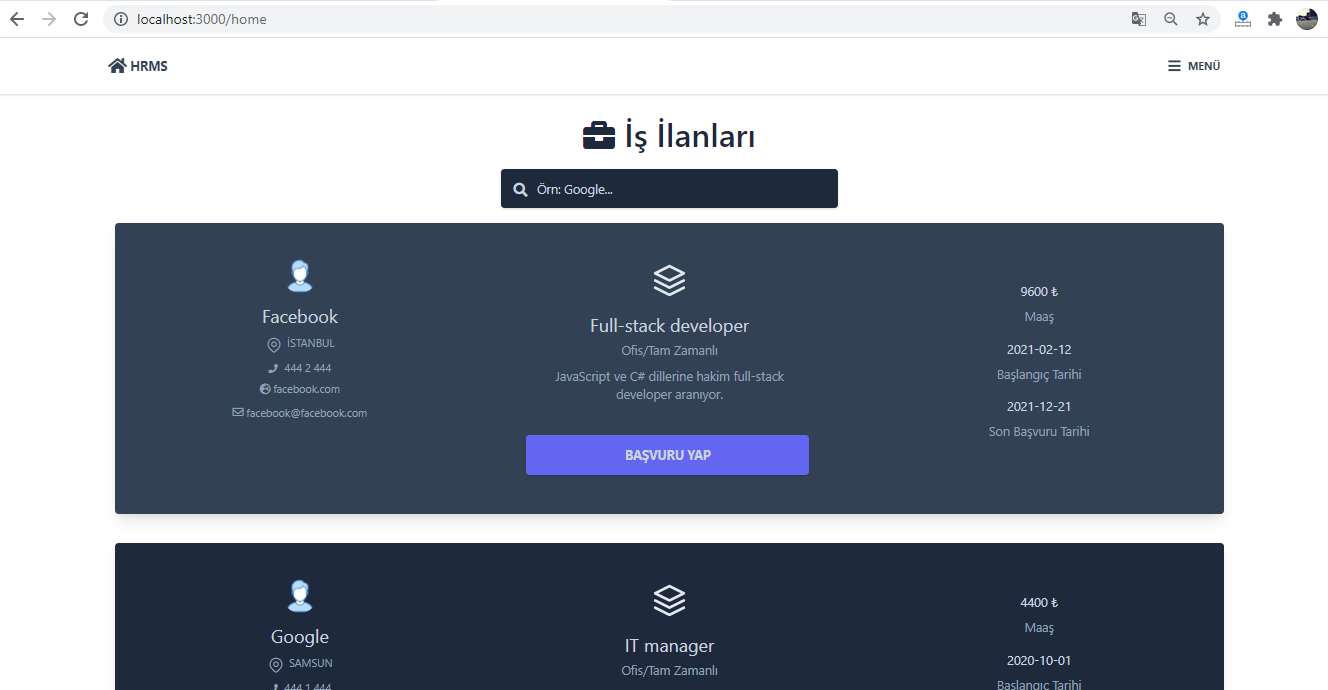 localhost:3000/home
HRMS
MENÜ
İş İlanları
Örn: Google...
Facebook
İSTANBUL
444 2 444
facebook.com
facebook@facebook.com
Full-stack developer
Ofis/Tam Zamanlı
JavaScript ve C# dillerine hakim full-stack
developer aranıyor.
BAŞVURU YAP
9600 ₺
Maaş
2021-02-12
Başlangıç Tarihi
2021-12-21
Son Başvuru Tarihi
Google
SAMSUN
444 1 444
IT manager
Ofis/Tam Zamanlı
4400 ₺
Maaş
2020-10-01
Başlangıç Tarihi